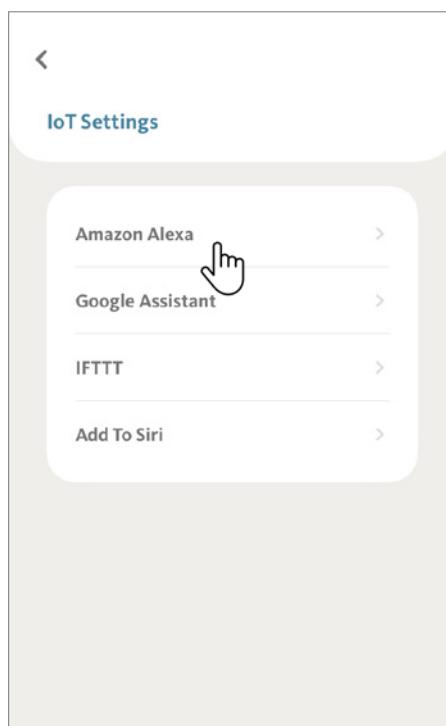 IoT Settings
Amazon Alexa
Google Assistant
IFTTT
Add To Siri